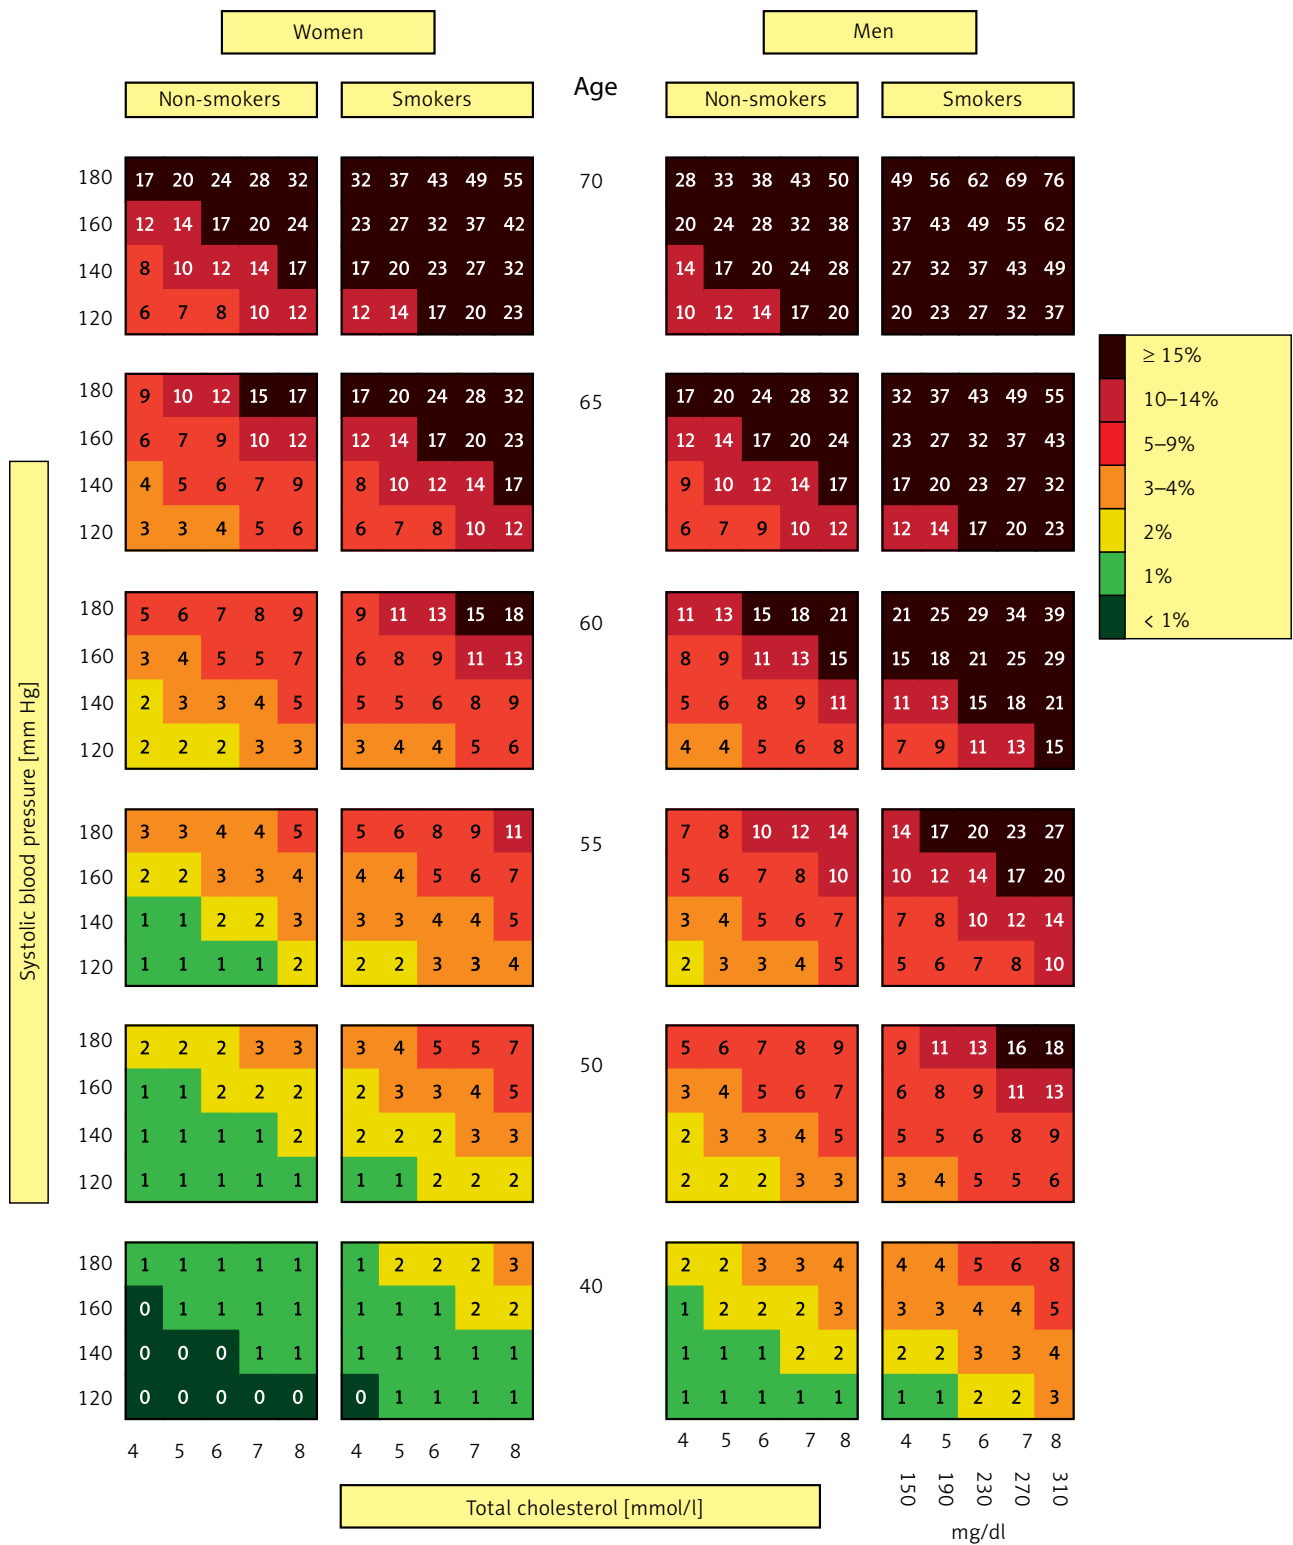 Women Men
Non-smokers Smokers Age Non-smokers Smokers
180 17 20 24 28 32 32 37 43 49 55 70 28 33 38 43 50 49 56 62 69 76
160 12 14 17 20 24 23 27 32 37 42 20 24 28 32 38 37 43 49 55 62
140 8 10 12 14 17 17 20 23 27 32 14 17 20 24 28 27 32 37 43 49
120 6 7 8 10 12 12 14 17 20 23 10 12 14 17 20 20 23 27 32 37
180 9 10 12 15 17 17 20 24 28 32 65 17 20 24 28 32 32 37 43 49 55
160 6 7 9 10 12 12 14 17 20 23 12 14 17 20 24 23 27 32 37 43
140 4 5 6 7 9 8 10 12 14 17 9 10 12 14 17 17 20 23 27 32
120 3 3 4 5 6 6 7 8 10 12 6 7 9 10 12 12 14 17 20 23
180 5 6 7 8 9 9 11 13 15 18 60 11 13 15 18 21 21 25 29 34 39
160 3 4 5 5 7 6 8 9 11 13 8 9 11 13 15 15 18 21 25 29
140 2 3 3 4 5 5 5 6 8 9 5 6 8 9 11 11 13 15 18 21
120 2 2 2 3 3 3 4 4 5 6 4 4 5 6 8 7 9 11 13 15
180 3 3 4 4 5 5 6 8 9 11 55 7 8 10 12 14 14 17 20 23 27
160 2 2 3 3 4 4 4 5 6 7 5 6 7 8 10 10 12 14 17 20
140 1 1 2 2 3 3 3 4 4 5 3 4 5 6 7 7 8 10 12 14
120 1 1 1 1 2 2 2 3 3 4 2 3 3 4 5 5 6 7 8 10
180 2 2 2 3 3 3 4 5 5 7 50 5 6 7 8 9 9 11 13 16 18
160 1 1 2 2 2 2 3 3 4 5 3 4 5 6 7 6 8 9 11 13
140 1 1 1 1 2 2 2 2 3 3 2 3 3 4 5 5 5 6 8 9
120 1 1 1 1 1 1 1 2 2 2 2 2 2 3 3 3 4 5 5 6
180 1 1 1 1 1 1 2 2 2 3 40 2 2 3 3 4 4 4 5 6 8
160 0 1 1 1 1 1 1 1 2 2 1 2 2 2 3 3 3 4 4 5
140 0 0 0 1 1 1 1 1 1 1 1 1 1 2 2 2 2 3 3 4
120 0 0 0 0 0 0 1 1 1 1 1 1 1 1 1 1 1 2 2 3
4 5 6 7 8 4 5 6 7 8 4 5 6 7 8 4 5 6 7 8
150 190 230 270 310
mg/dl
Total cholesterol [mmol/l]
Systolic blood pressure [mm Hg]
≥ 15%
10–14%
5–9%
3–4%
2%
1%
< 1%